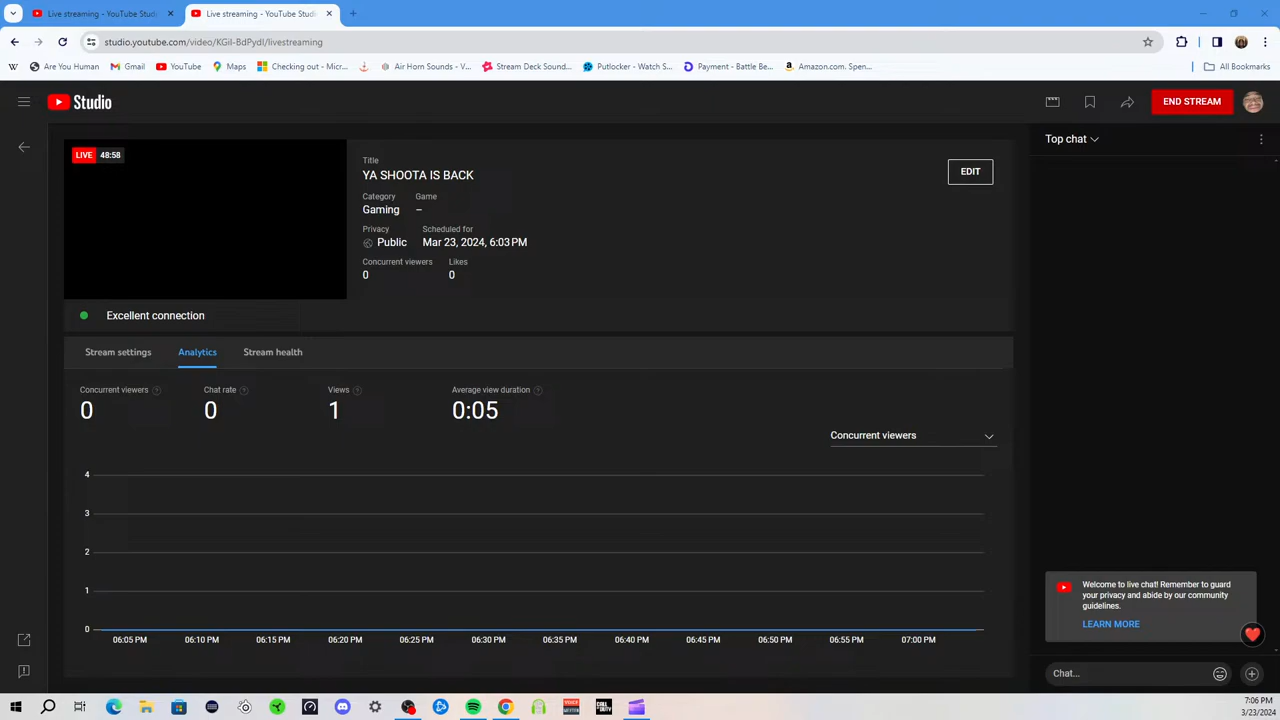 Live streaming - YouTube Studio
Live streaming - YouTube Studio
studio.youtube.com/video/KGiI-BdPydI/livestreaming
Are You Human
Gmail
YouTube
Maps
Checking out - Micr...
Air Horn Sounds - V...
Stream Deck Sound...
Putlocker - Watch S...
Payment - Battle Be...
Amazon.com. Spen...
All Bookmarks
Studio
END STREAM
LIVE 48:58
Title
YA SHOOTA IS BACK
EDIT
Category Game
Gaming –
Privacy Scheduled for
Public Mar 23, 2024, 6:03 PM
Concurrent viewers Likes
0 0
Excellent connection
Stream settings Analytics Stream health
Concurrent viewers Chat rate Views Average view duration
0 0 1 0:05
Concurrent viewers
4
3
2
1
0
06:05 PM 06:10 PM 06:15 PM 06:20 PM 06:25 PM 06:30 PM 06:35 PM 06:40 PM 06:45 PM 06:50 PM 06:55 PM 07:00 PM
Top chat
Welcome to live chat! Remember to guard
your privacy and abide by our community
guidelines.
LEARN MORE
Chat...
7:06 PM
3/23/2024